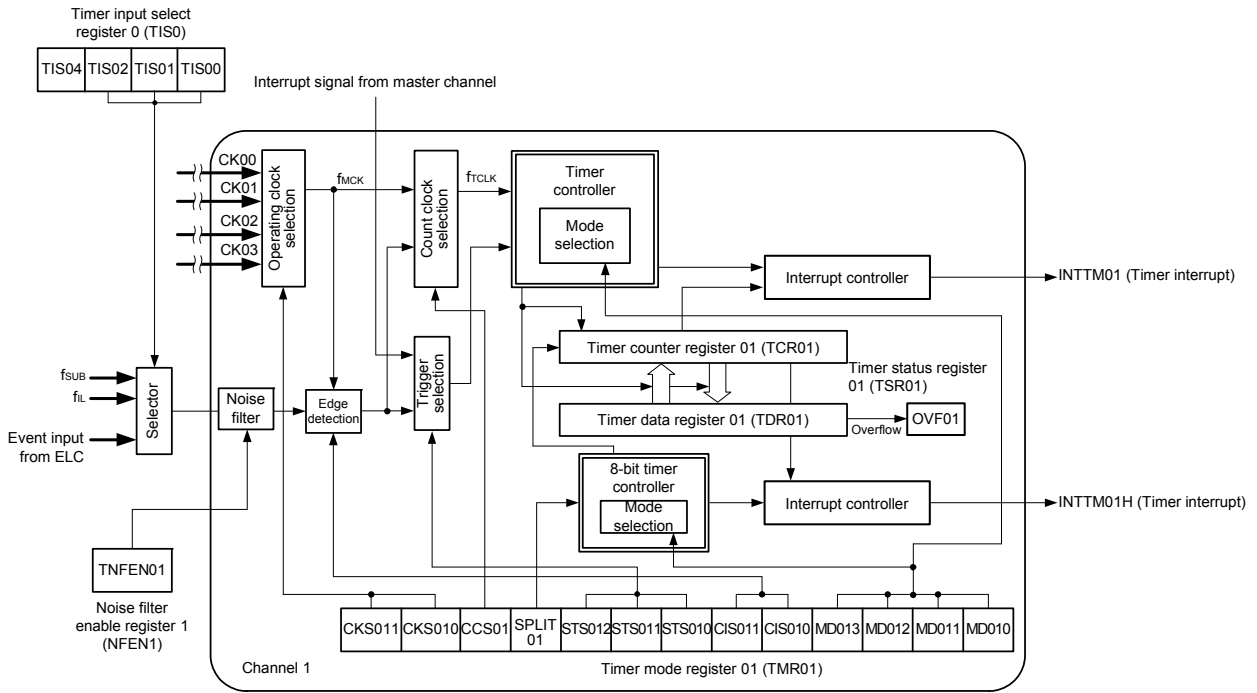 Timer input select
register 0 (TIS0)
TIS04 TIS02 TIS01 TIS00
Interrupt signal from master channel
CK00
CK01
CK02
CK03
Operating clock
selection
fMCK
Count clock
selection
fTCLK
Timer
controller
Mode
selection
Interrupt controller
INTTM01 (Timer interrupt)
Timer counter register 01 (TCR01)
Timer status register
01 (TSR01)
fSUB
fIL
Event input
from ELC
Selector
Noise
filter
Edge
detection
Trigger
selection
Timer data register 01 (TDR01)
Overflow
OVF01
8-bit timer
controller
Mode
selection
Interrupt controller
INTTM01H (Timer interrupt)
TNFEN01
Noise filter
enable register 1
(NFEN1)
CKS011 CKS010 CCS01 SPLIT
01 STS012 STS011 STS010 CIS011 CIS010 MD013 MD012 MD011 MD010
Channel 1
Timer mode register 01 (TMR01)